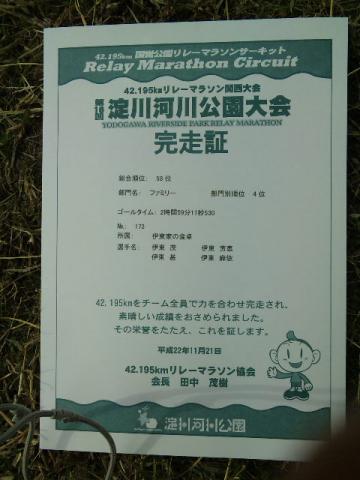 42.195km 国営公園リレーマラソンサーキット
Relay Marathon Circuit
42.195kmリレーマラソン関西大会
淀川河川公園大会
YODOGAWA RIVERSIDE PARK RELAY MARATHON
完走証
総合順位: 58 位
部門名: ファミリー 部門別順位 4 位
ゴールタイム: 2時間59分11秒530
No. 173
所属: 伊東家の食卓
選手名: 伊東 茂 伊東 芳恵
伊東 甚 伊東 麻依
42.195kmをチーム全員で力を合わせ完走され、
素晴しい成績をおさめられました。
その栄誉をたたえ、これを証します。
平成22年11月21日
42.195kmリレーマラソン協会
会長 田中 茂樹
淀川河川公園